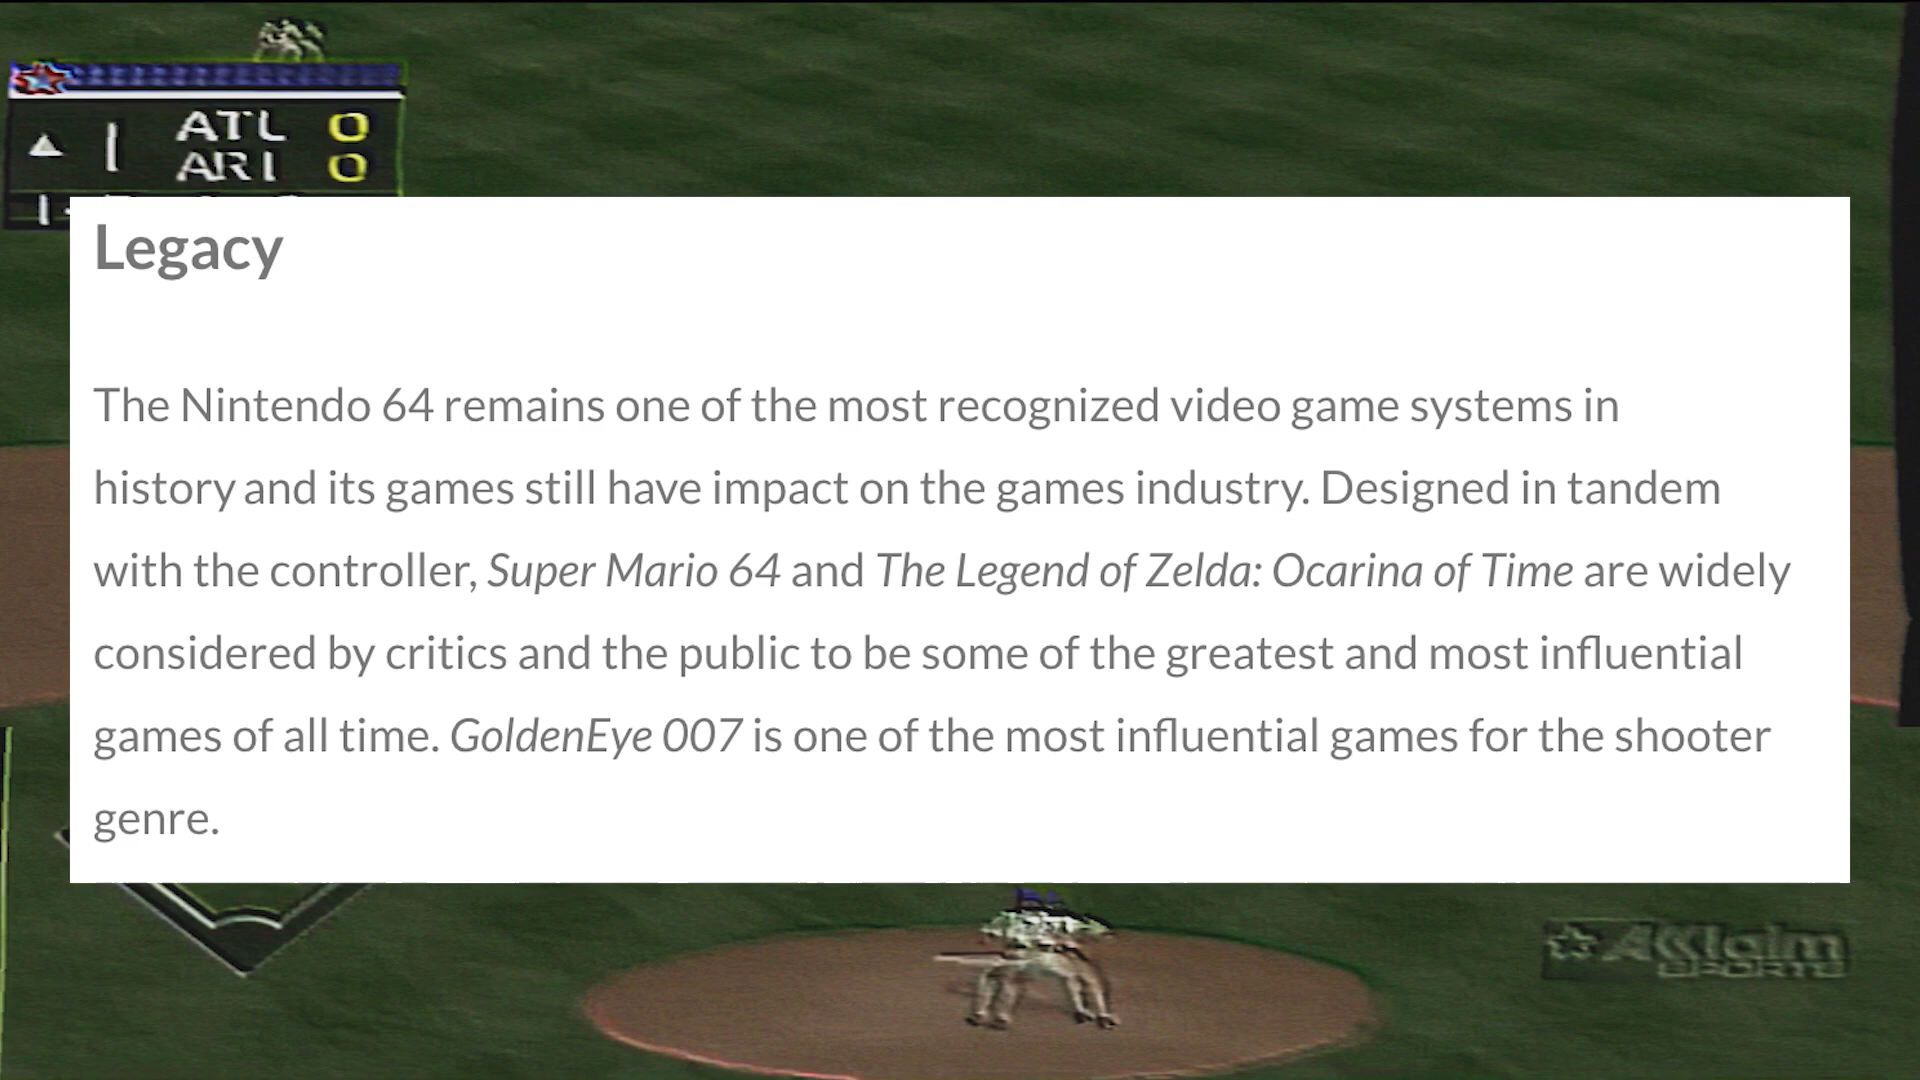 ATL 0
1
ARI 0
Legacy
The Nintendo 64 remains one of the most recognized video game systems in
history and its games still have impact on the games industry. Designed in tandem
with the controller, Super Mario 64 and The Legend of Zelda: Ocarina of Time are widely
considered by critics and the public to be some of the greatest and most influential
games of all time. GoldenEye 007 is one of the most influential games for the shooter
genre.
AKklaim
SPORTS